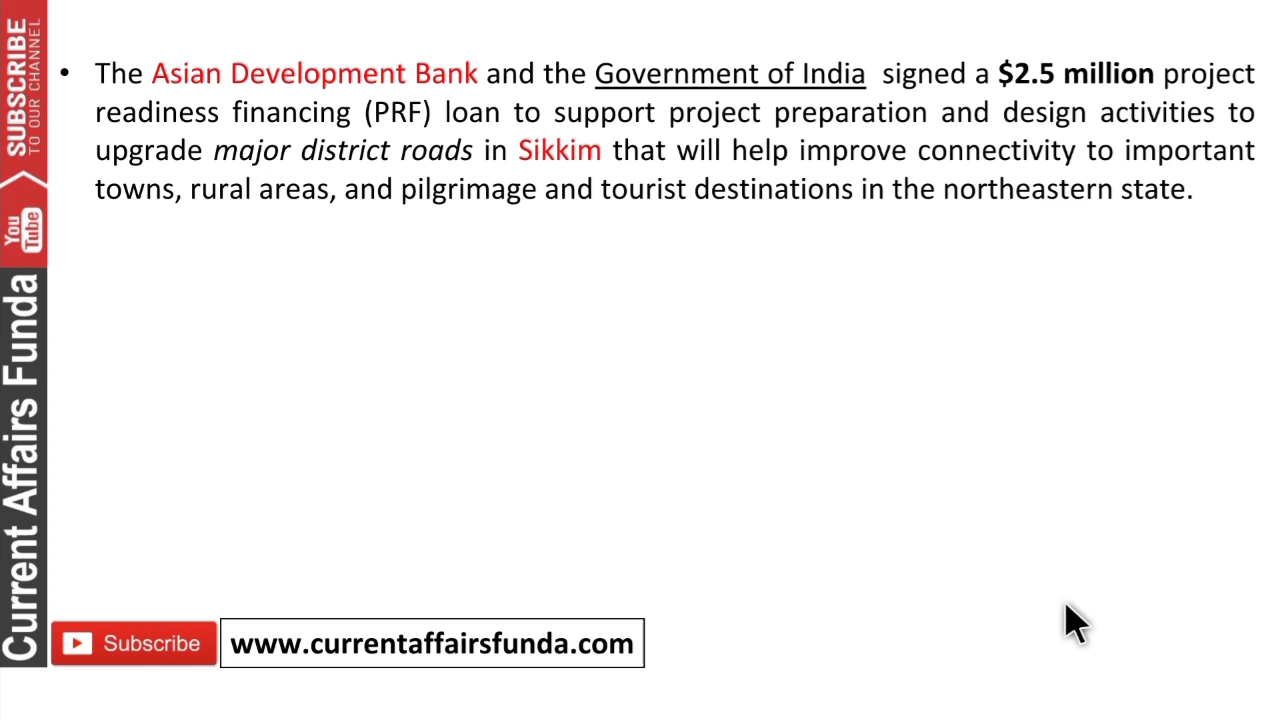 • The Asian Development Bank and the Government of India signed a $2.5 million project
readiness financing (PRF) loan to support project preparation and design activities to
upgrade major district roads in Sikkim that will help improve connectivity to important
towns, rural areas, and pilgrimage and tourist destinations in the northeastern state.
SUBSCRIBE
TO OUR CHANNEL
You
Tube
Current Affairs Funda
Subscribe
www.currentaffairsfunda.com